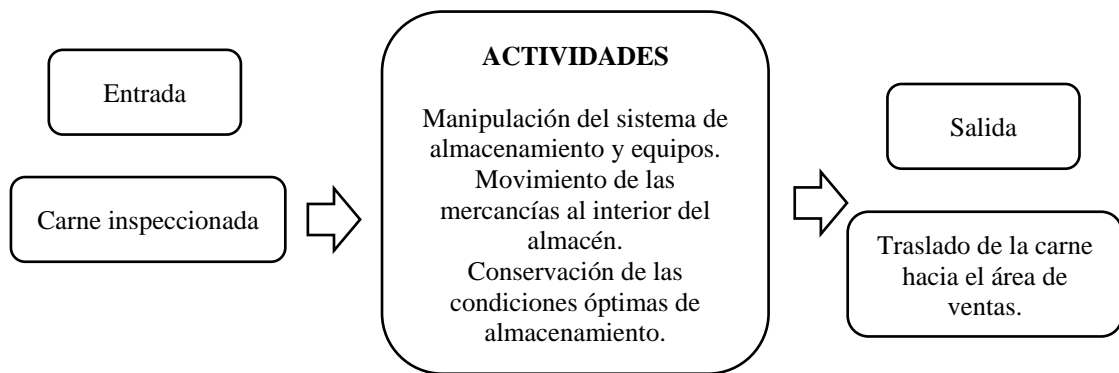 Entrada
Carne inspeccionada
ACTIVIDADES
Manipulación del sistema de
almacenamiento y equipos.
Movimiento de las
mercancías al interior del
almacén.
Conservación de las
condiciones óptimas de
almacenamiento.
Salida
Traslado de la carne
hacia el área de
ventas.